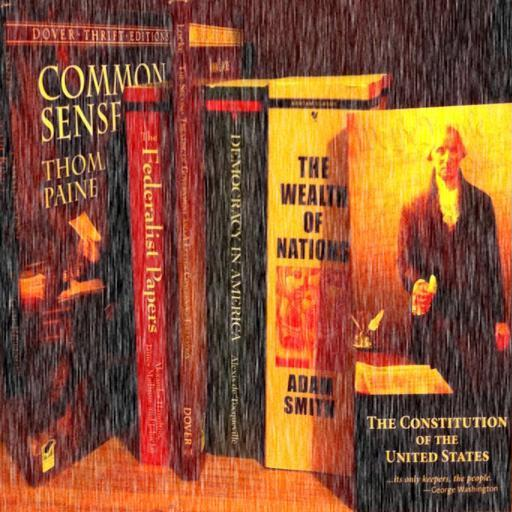 DOVER · THRIFT · EDITIONS
COMMON
SENSE
THOM
PAINE
The Federalist Papers
DOVER
DEMOCRACY IN AMERICA
Alexis de Tocqueville
THE
WEALTH
OF
NATIONS
ADAM
SMITH
THE CONSTITUTION
OF THE
UNITED STATES
...its only keepers, the people.
—George Washington